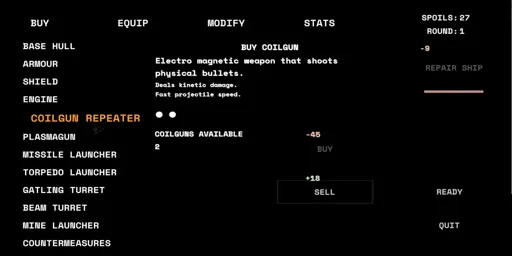 BUY EQUIP MODIFY STATS
SPOILS: 27
ROUND: 1
-9
REPAIR SHIP
BASE HULL
ARMOUR
SHIELD
ENGINE
COILGUN REPEATER
PLASMAGUN
MISSILE LAUNCHER
TORPEDO LAUNCHER
GATLING TURRET
BEAM TURRET
MINE LAUNCHER
COUNTERMEASURES
BUY COILGUN
Electro magnetic weapon that shoots
physical bullets.
Deals kinetic damage.
Fast projectile speed.
COILGUNS AVAILABLE
2
-45
BUY
+18
SELL
READY
QUIT